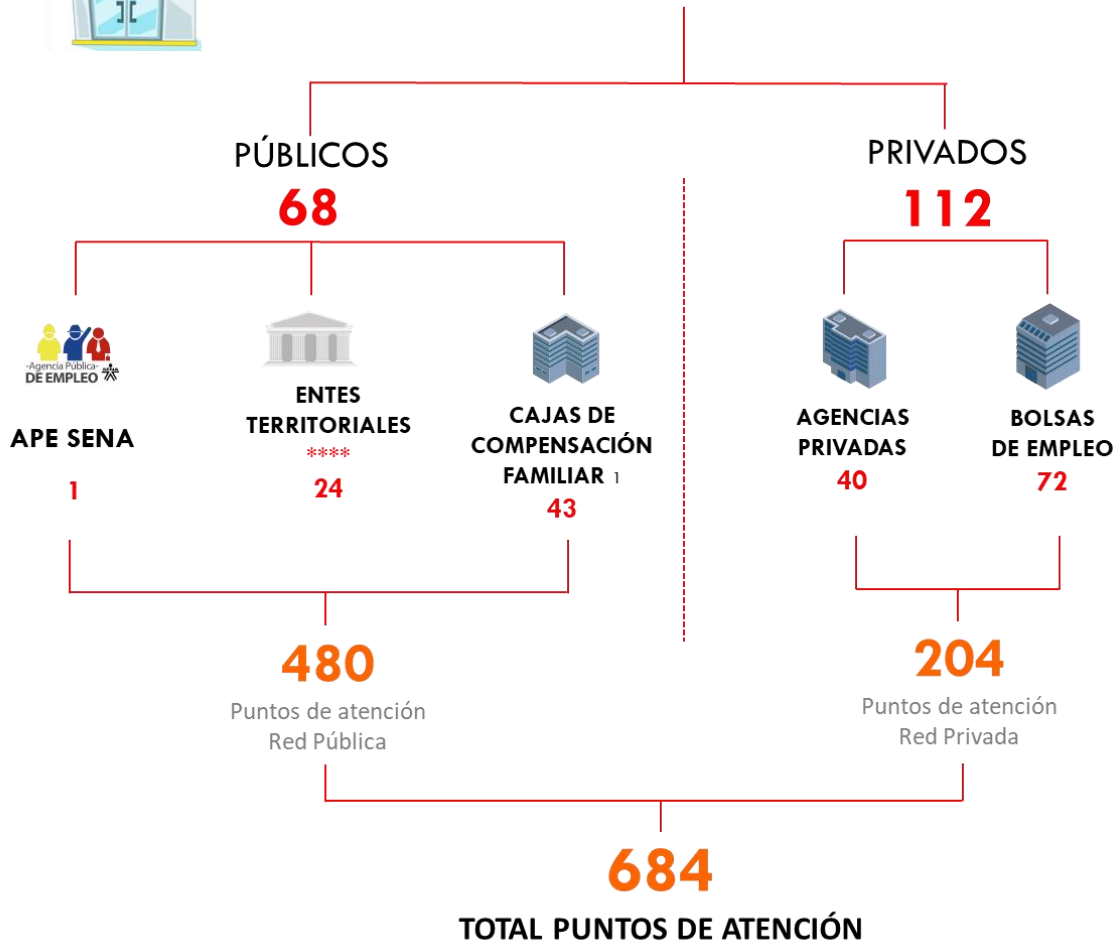 PÚBLICOS
68
PRIVADOS
112
-Agencia Pública-
DE EMPLEO
APE SENA
1
ENTES
TERRITORIALES
****
24
CAJAS DE
COMPENSACIÓN
FAMILIAR 1
43
AGENCIAS
PRIVADAS
40
BOLSAS
DE EMPLEO
72
480
Puntos de atención
Red Pública
204
Puntos de atención
Red Privada
684
TOTAL PUNTOS DE ATENCIÓN